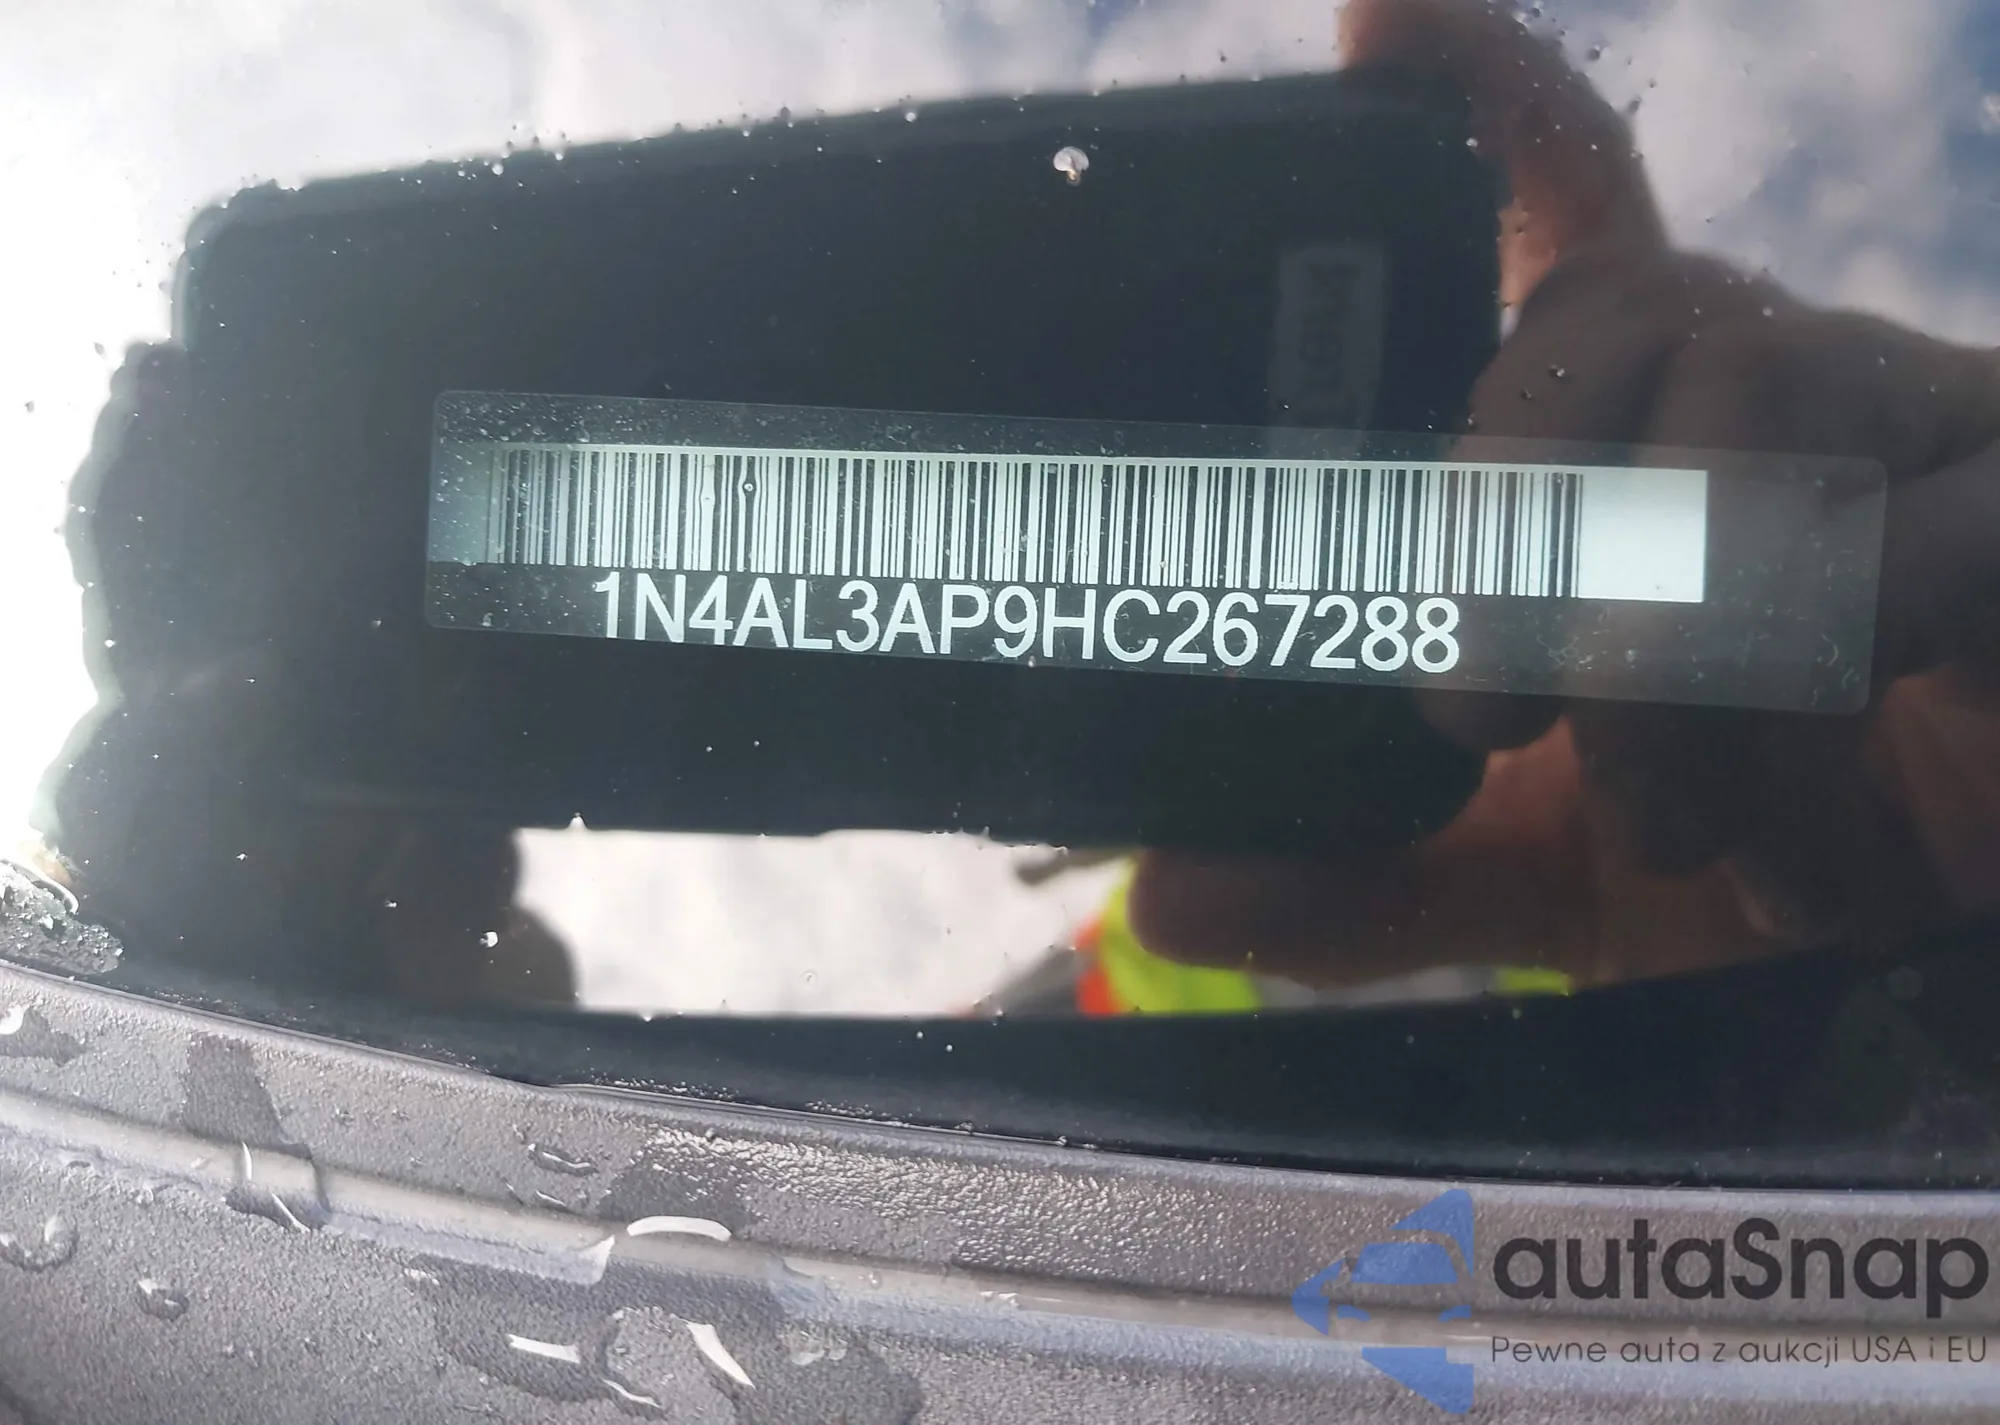 1N4AL3AP9HC267288
autaSnap
Pewne auta z aukcji USA i EU